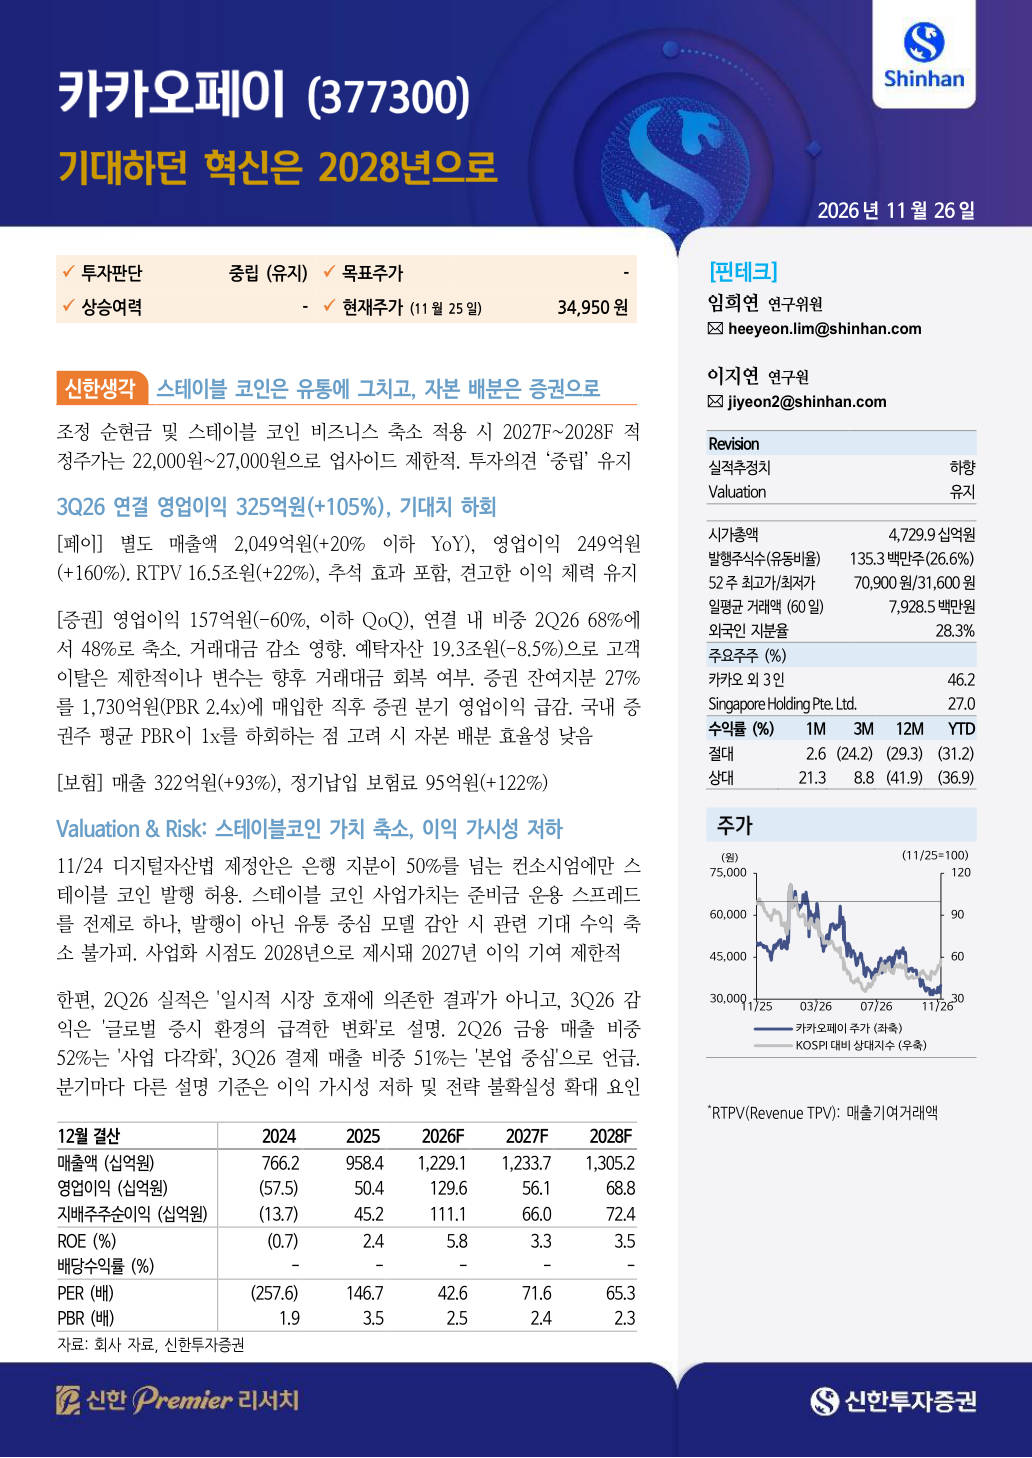 카카오페이 (377300)
기대하던 혁신은 2028년으로
Shinhan
2026년 11월 26일
✓ 투자판단 중립 (유지) ✓ 목표주가 -
✓ 상승여력 - ✓ 현재주가 (11월 25일) 34,950 원
신한생각 스테이블 코인은 유통에 그치고, 자본 배분은 증권으로
조정 순현금 및 스테이블 코인 비즈니스 축소 적용 시 2027F~2028F 적
정주가는 22,000원~27,000원으로 업사이드 제한적. 투자의견 ‘중립’ 유지
3Q26 연결 영업이익 325억원(+105%), 기대치 하회
[페이] 별도 매출액 2,049억원(+20% 이하 YoY), 영업이익 249억원
(+160%). RTPV 16.5조원(+22%), 추석 효과 포함, 견고한 이익 체력 유지
[증권] 영업이익 157억원(-60%, 이하 QoQ), 연결 내 비중 2Q26 68%에
서 48%로 축소. 거래대금 감소 영향. 예탁자산 19.3조원(-8.5%)으로 고객
이탈은 제한적이나 변수는 향후 거래대금 회복 여부. 증권 잔여지분 27%
를 1,730억원(PBR 2.4x)에 매입한 직후 증권 분기 영업이익 급감. 국내 증
권주 평균 PBR이 1x를 하회하는 점 고려 시 자본 배분 효율성 낮음
[보험] 매출 322억원(+93%), 정기납입 보험료 95억원(+122%)
Valuation & Risk: 스테이블코인 가치 축소, 이익 가시성 저하
11/24 디지털자산법 제정안은 은행 지분이 50%를 넘는 컨소시엄에만 스
테이블 코인 발행 허용. 스테이블 코인 사업가치는 준비금 운용 스프레드
를 전제로 하나, 발행이 아닌 유통 중심 모델 감안 시 관련 기대 수익 축
소 불가피. 사업화 시점도 2028년으로 제시돼 2027년 이익 기여 제한적
한편, 2Q26 실적은 '일시적 시장 호재에 의존한 결과'가 아니고, 3Q26 감
익은 '글로벌 증시 환경의 급격한 변화'로 설명. 2Q26 금융 매출 비중
52%는 '사업 다각화', 3Q26 결제 매출 비중 51%는 '본업 중심'으로 언급.
분기마다 다른 설명 기준은 이익 가시성 저하 및 전략 불확실성 확대 요인
12월 결산 2024 2025 2026F 2027F 2028F
매출액 (십억원) 766.2 958.4 1,229.1 1,233.7 1,305.2
영업이익 (십억원) (57.5) 50.4 129.6 56.1 68.8
지배주주순이익 (십억원) (13.7) 45.2 111.1 66.0 72.4
ROE (%) (0.7) 2.4 5.8 3.3 3.5
배당수익률 (%) - - - - -
PER (배) (257.6) 146.7 42.6 71.6 65.3
PBR (배) 1.9 3.5 2.5 2.4 2.3
자료: 회사 자료, 신한투자증권
[핀테크]
임희연 연구위원
heeyeon.lim@shinhan.com
이지연 연구원
jiyeon2@shinhan.com
Revision
실적추정치 하향
Valuation 유지
시가총액 4,729.9 십억원
발행주식수(유동비율) 135.3 백만주(26.6%)
52 주 최고가/최저가 70,900 원/31,600 원
일평균 거래액 (60일) 7,928.5 백만원
외국인 지분율 28.3%
주요주주 (%)
카카오 외 3인 46.2
Singapore Holding Pte. Ltd. 27.0
수익률 (%) 1M 3M 12M YTD
절대 2.6 (24.2) (29.3) (31.2)
상대 21.3 8.8 (41.9) (36.9)
주가
(원) (11/25=100)
75,000 120
60,000 90
45,000 60
30,000 30
11/25 03/26 07/26 11/26
카카오페이 주가 (좌축)
KOSPI 대비 상대지수 (우축)
*RTPV(Revenue TPV): 매출기여거래액
신한 Premier 리서치
신한투자증권